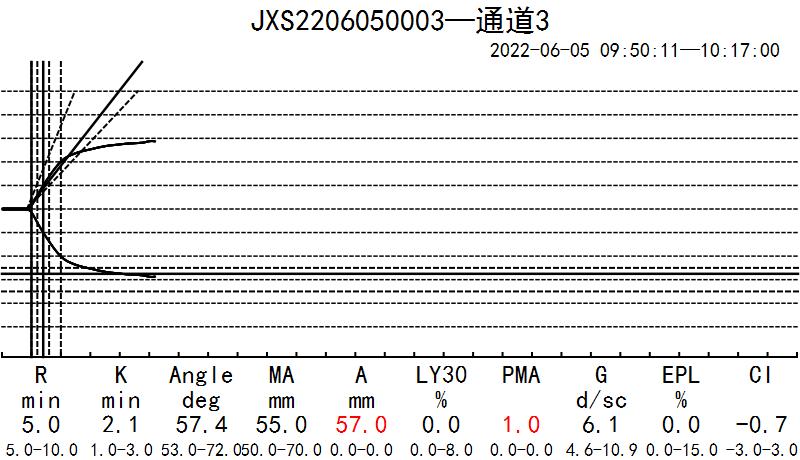 JXS2206050003—通道3
2022-06-05 09:50:11—10:17:00
R K Angle MA A LY30 PMA G EPL CI
min min deg mm mm % d/sc %
5.0 2.1 57.4 55.0 57.0 0.0 1.0 6.1 0.0 -0.7
5.0-10.0 1.0-3.0 53.0-72.0 50.0-70.0 0.0-0.0 0.0-8.0 0.0-0.0 4.6-10.9 0.0-15.0 -3.0-3.0